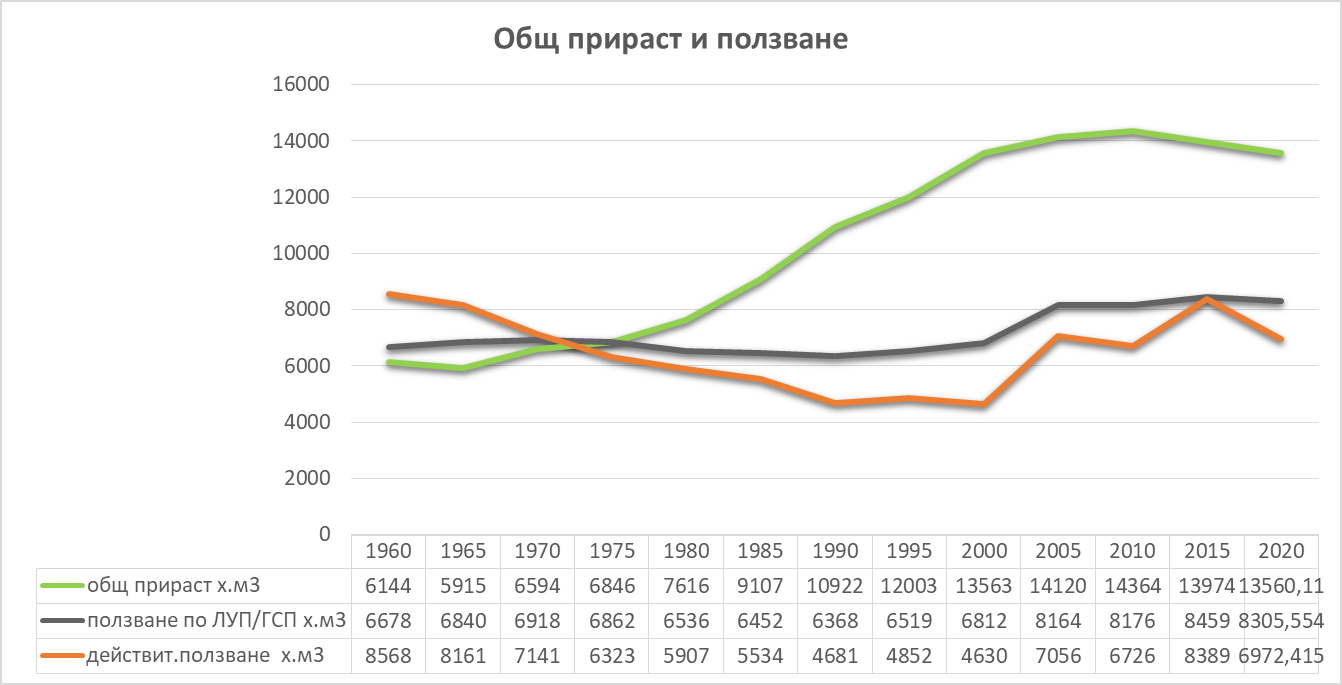 Общ прираст и ползване
16000
14000
12000
10000
8000
6000
4000
2000
0
1960 1965 1970 1975 1980 1985 1990 1995 2000 2005 2010 2015 2020
общ прираст х.м3 6144 5915 6594 6846 7616 9107 10922 12003 13563 14120 14364 13974 13560,11
ползване по ЛУП/ГСП х.м3 6678 6840 6918 6862 6536 6452 6368 6519 6812 8164 8176 8459 8305,554
действит.ползване х.м3 8568 8161 7141 6323 5907 5534 4681 4852 4630 7056 6726 8389 6972,415